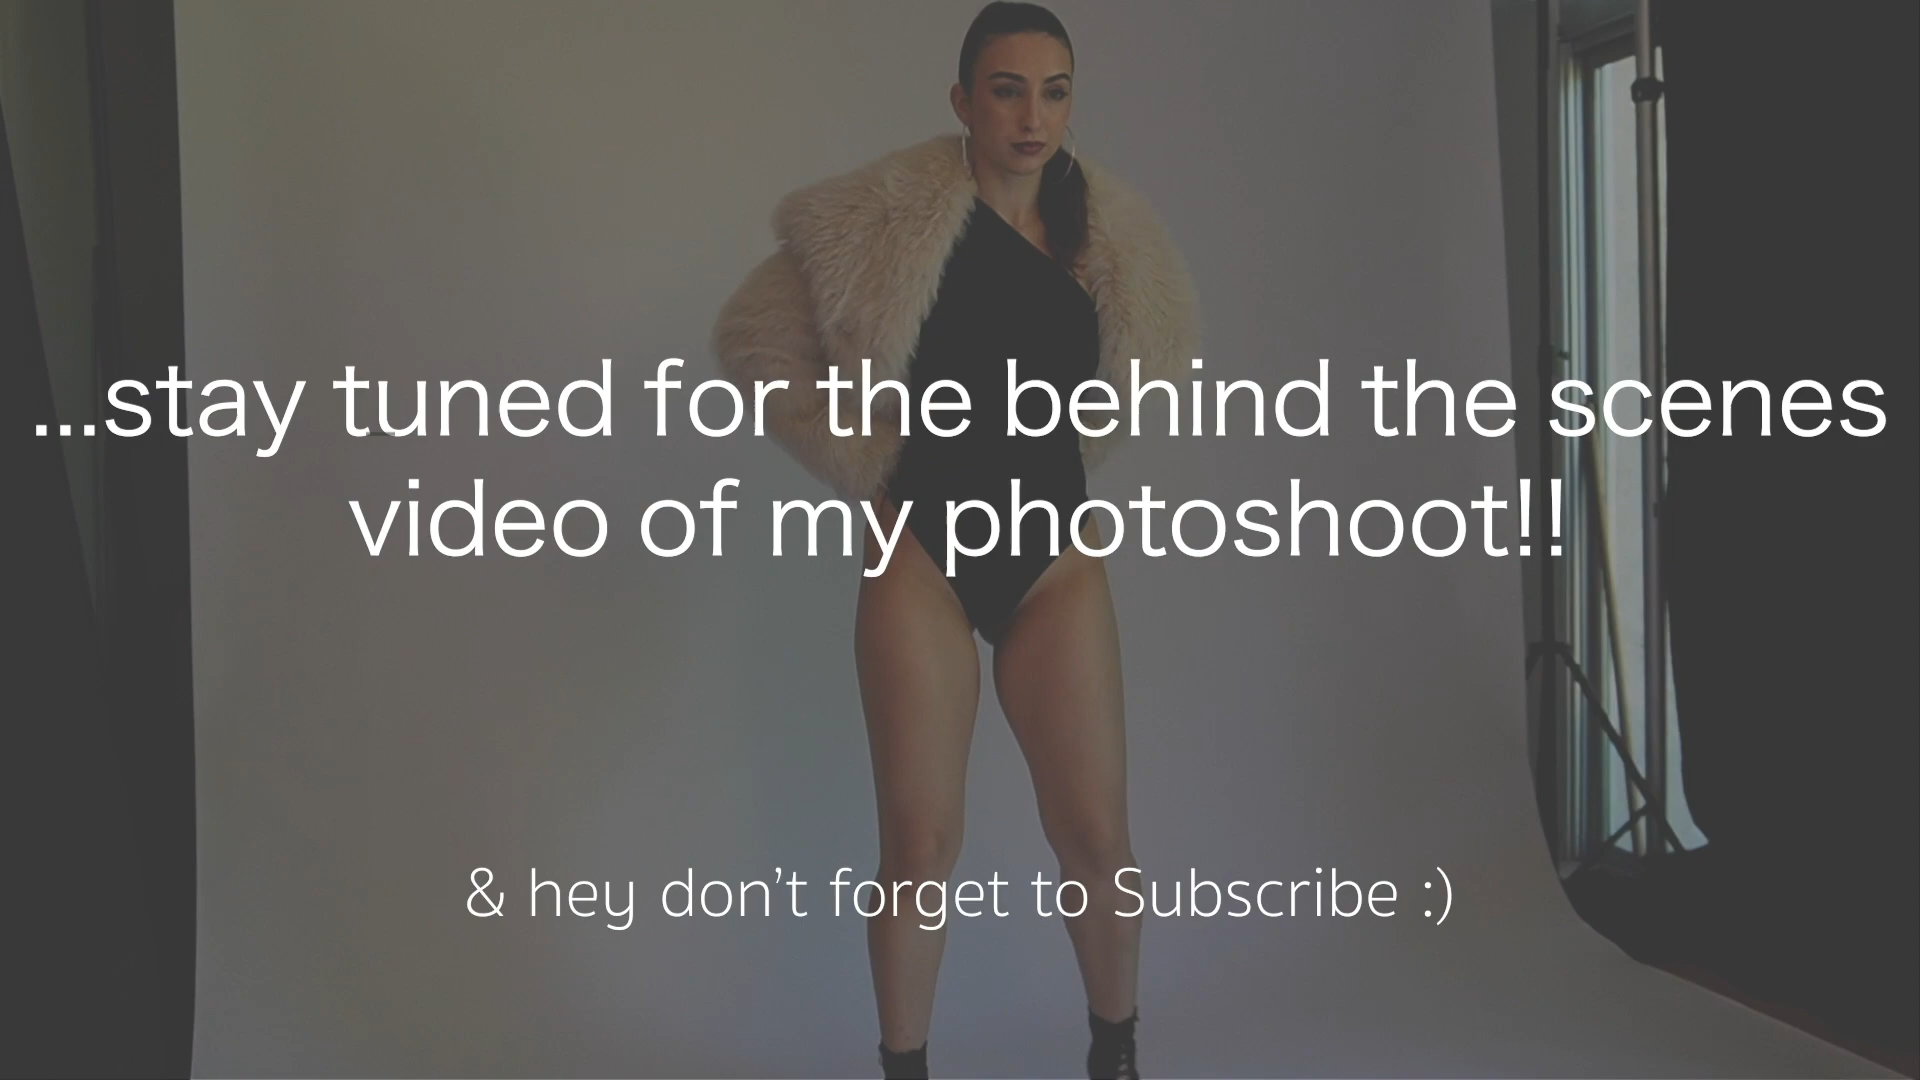 ...stay tuned for the behind the scenes
video of my photoshoot!!
& hey don't forget to Subscribe :)